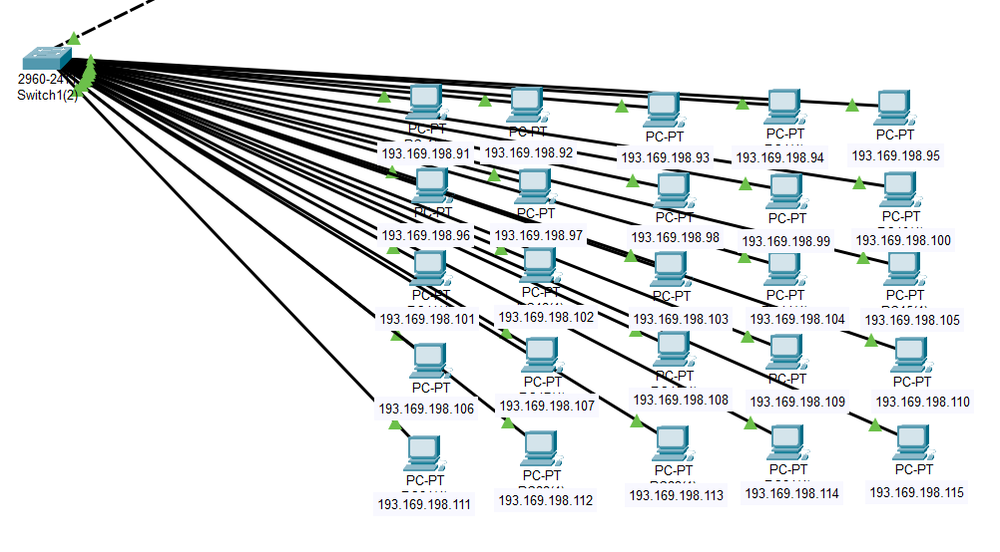 2960-24
Switch1(2)
PC-PT
PC-PT
PC-PT
PC-PT
PC-PT
193.169.198.91
193.169.198.92
193.169.198.93
193.169.198.94
193.169.198.95
PC-PT
PC-PT
PC-PT
PC-PT
PC-PT
193.169.198.96
193.169.198.97
193.169.198.98
193.169.198.99
193.169.198.100
PC-PT
PC-PT
PC-PT
PC-PT
PC-PT
193.169.198.101
193.169.198.102
193.169.198.103
193.169.198.104
193.169.198.105
PC-PT
PC-PT
PC-PT
PC-PT
PC-PT
193.169.198.106
193.169.198.107
193.169.198.108
193.169.198.109
193.169.198.110
PC-PT
PC-PT
PC-PT
PC-PT
PC-PT
193.169.198.111
193.169.198.112
193.169.198.113
193.169.198.114
193.169.198.115